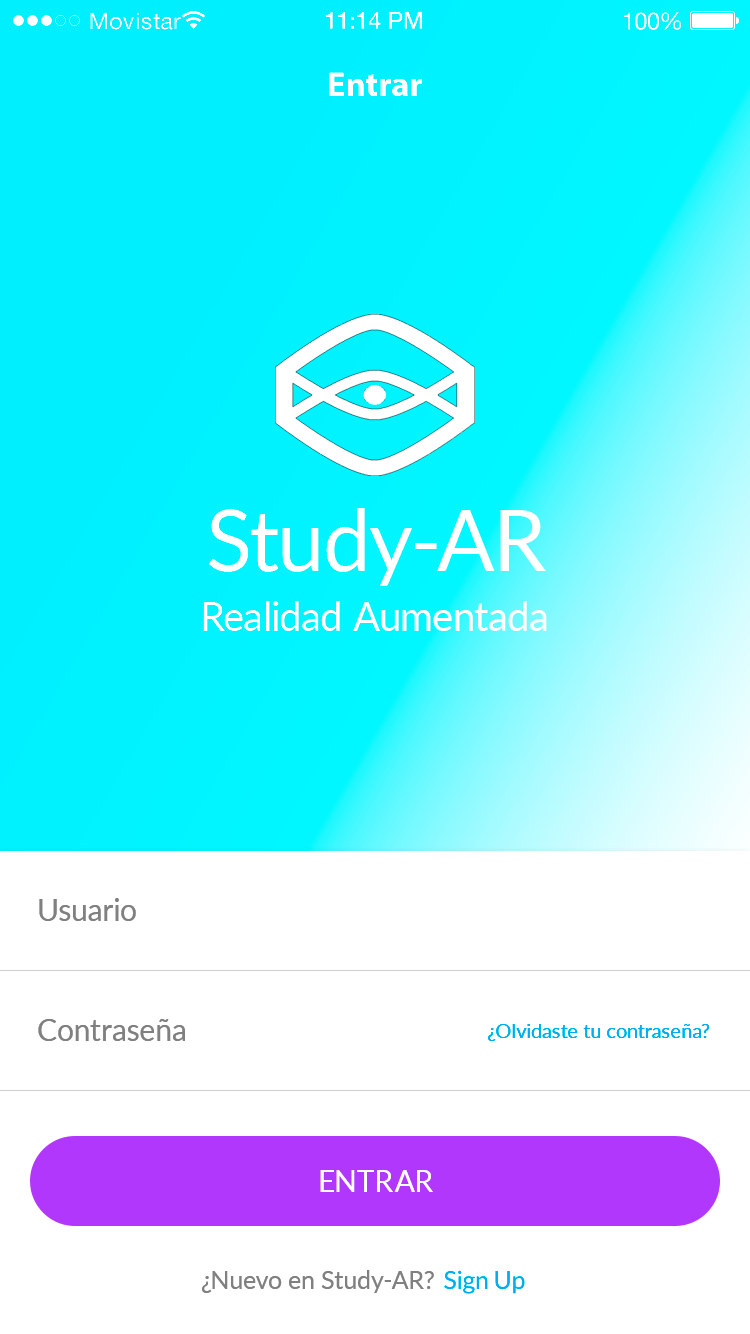 Movistar 11:14 PM 100%
Entrar
Study-AR
Realidad Aumentada
Usuario
Contraseña ¿Olvidaste tu contraseña?
ENTRAR
¿Nuevo en Study-AR? Sign Up